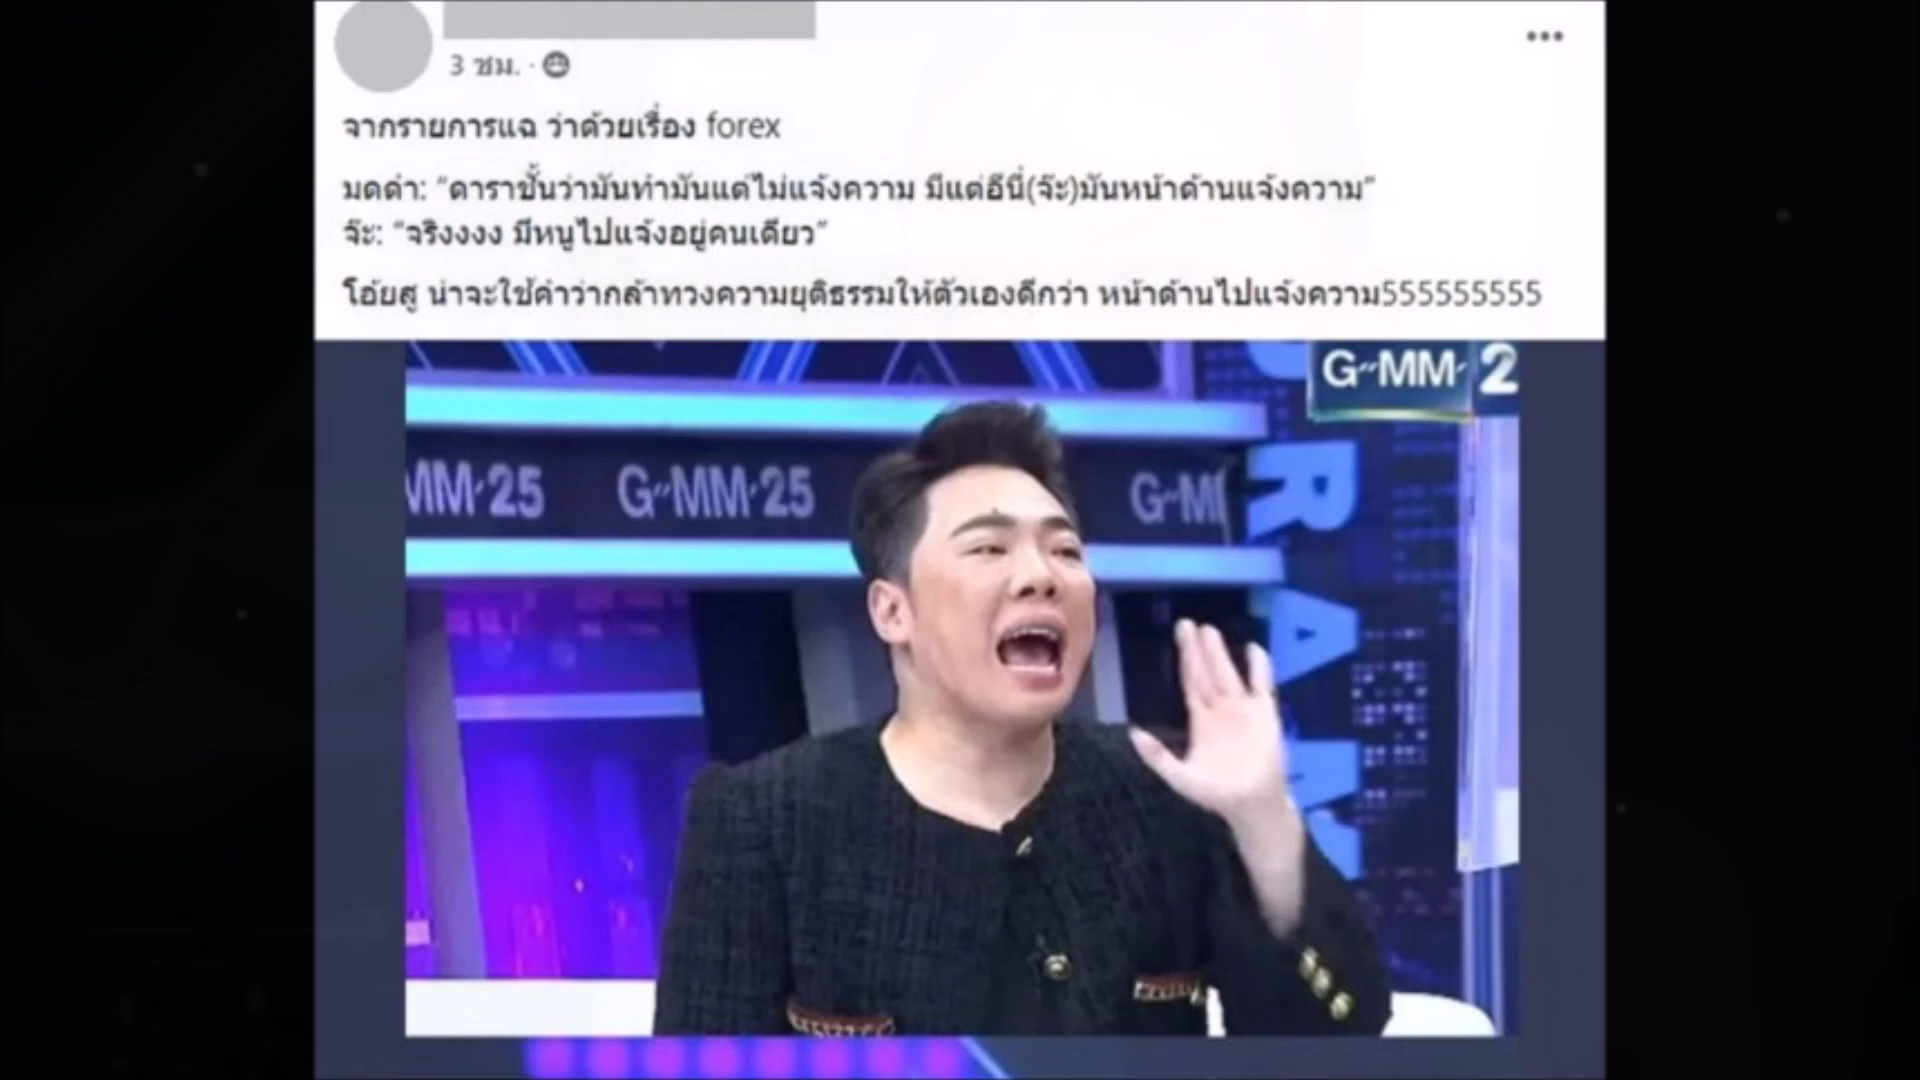 3 ชม. ·
จากรายการแฉ ว่าด้วยเรื่อง forex
มดดำ: “ดาราชั้นว่ามันทำมันแต่ไม่แจ้งความ มีแต่อีนี่(จ๊ะ)มันหน้าด้านแจ้งความ”
จ๊ะ: “จริงงงง มีหนูไปแจ้งอยู่คนเดียว”
โอ้ยสู น่าจะใช้คำว่ากล้าทวงความยุติธรรมให้ตัวเองดีกว่า หน้าด้านไปแจ้งความ555555555
GMM 2
MM 25
GMM 25
GM
RAMA